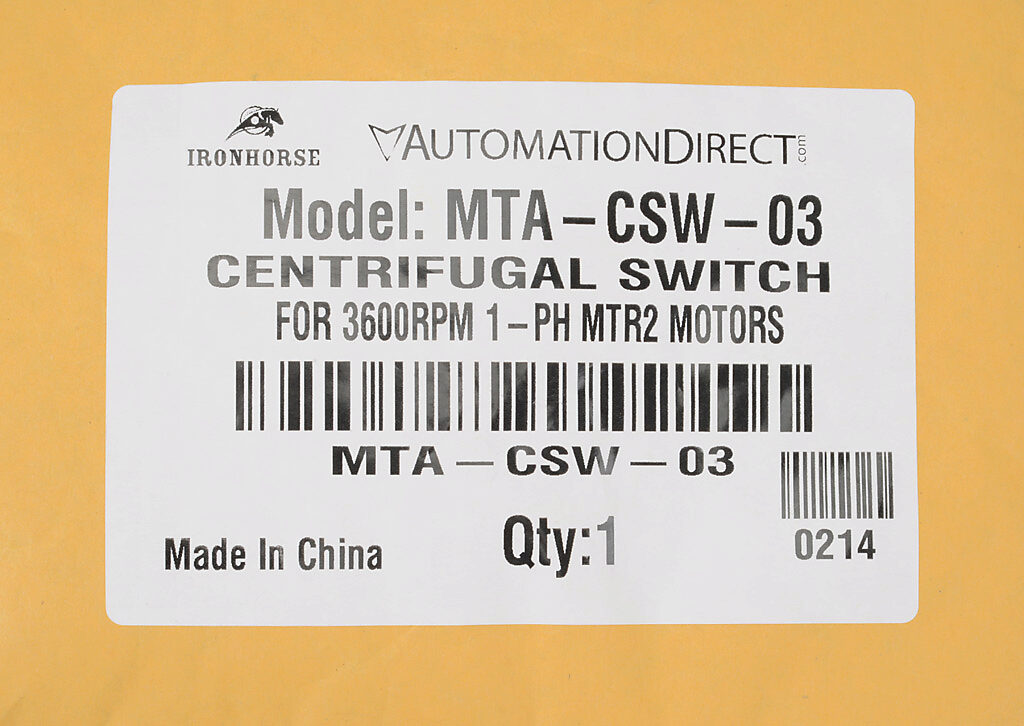 IRONHORSE
AUTOMATIONDIRECT.com
Model: MTA-CSW-03
CENTRIFUGAL SWITCH
FOR 3600RPM 1-PH MTR2 MOTORS
MTA-CSW-03
Made In China
Qty:1
0214